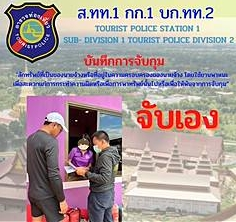 ส.ทท.1 กก.1 บก.ทท.2
TOURIST POLICE STATION 1
SUB- DIVISION 1 TOURIST POLICE DIVISION 2
บันทึกการจับกุม
"ลักทรัพย์ที่เป็นของนายจ้างหรือที่อยู่ในความครอบครองของนายจ้าง โดยใช้ยานพาหนะ
เพื่อสะดวกแก่การกระทำความผิดหรือเพื่อการพาทรัพย์นั้นไปหรือเพื่อให้พ้นจากการจับกุม"
จับเอง
TOURIST POLICE